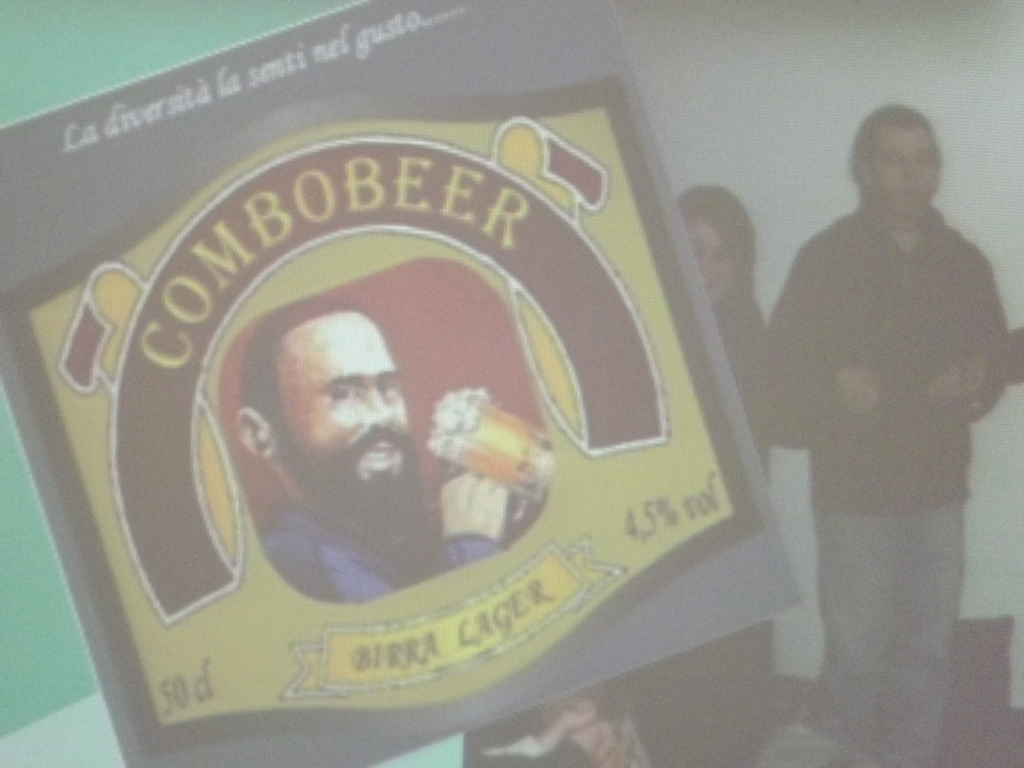 La diversità la senti nel gusto......
COMBOBEER
4,5% vol
BIRRA LAGER
50 cl